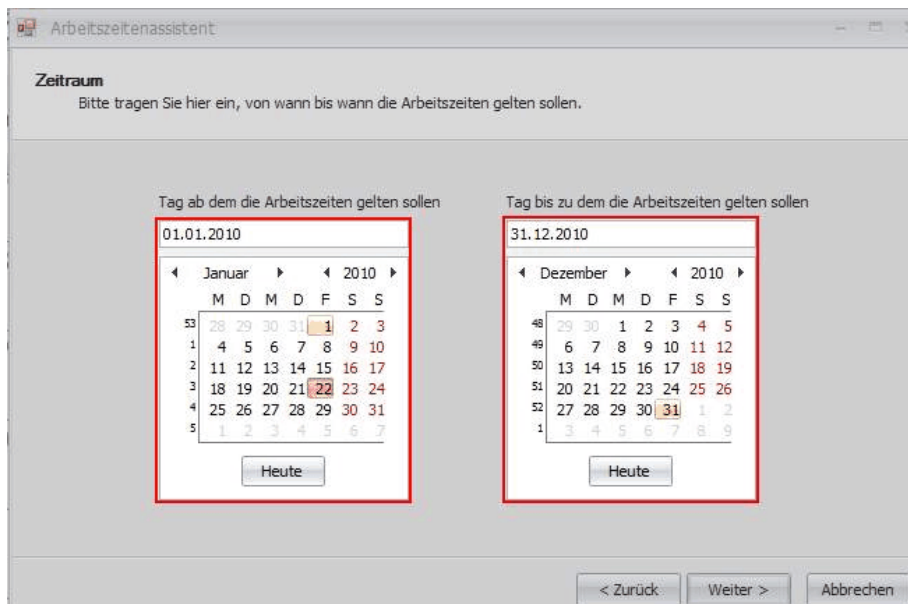 Arbeitszeitenassistent
Zeitraum
Bitte tragen Sie hier ein, von wann bis wann die Arbeitszeiten gelten sollen.
Tag ab dem die Arbeitszeiten gelten sollen
01.01.2010
Januar 2010
M D M D F S S
53 28 29 30 31 1 2 3
1 4 5 6 7 8 9 10
2 11 12 13 14 15 16 17
3 18 19 20 21 22 23 24
4 25 26 27 28 29 30 31
5 1 2 3 4 5 6 7
Heute
Tag bis zu dem die Arbeitszeiten gelten sollen
31.12.2010
Dezember 2010
M D M D F S S
48 29 30 1 2 3 4 5
49 6 7 8 9 10 11 12
50 13 14 15 16 17 18 19
51 20 21 22 23 24 25 26
52 27 28 29 30 31 1 2
1 3 4 5 6 7 8 9
Heute
< Zurück Weiter > Abbrechen